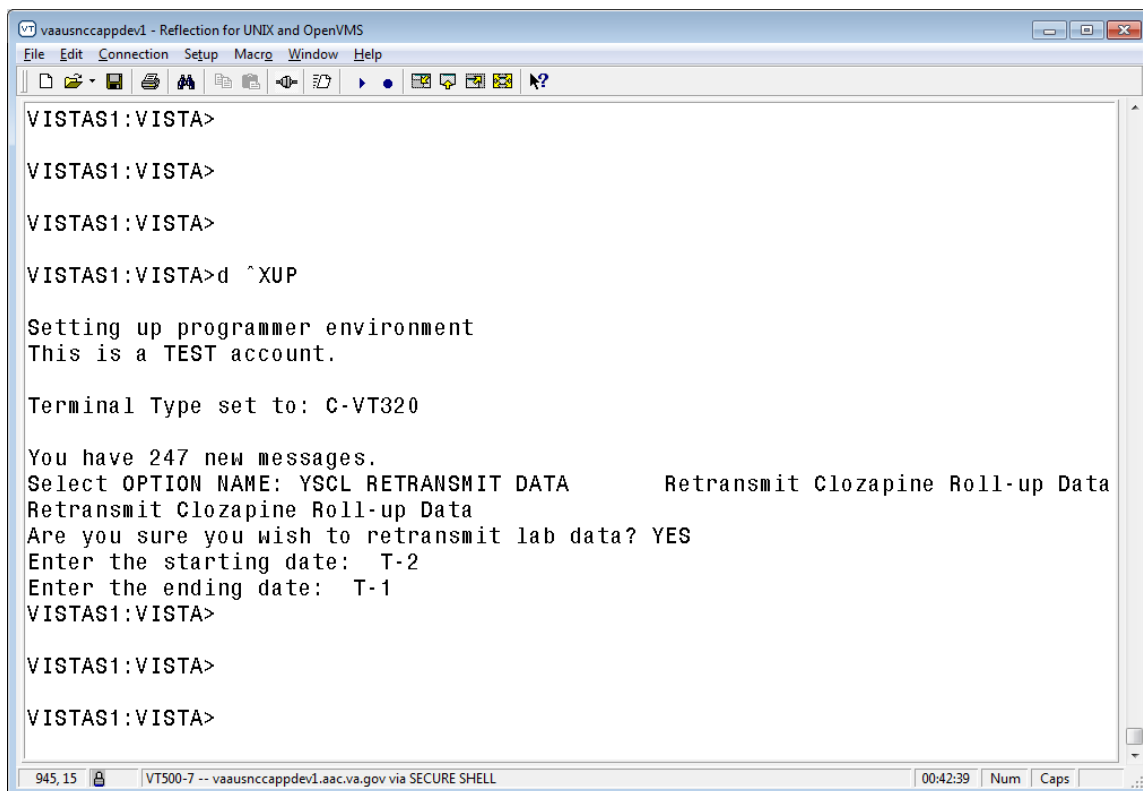 vaausnccappdev1 - Reflection for UNIX and OpenVMS
File Edit Connection Setup Macro Window Help
VISTAS1:VISTA>
VISTAS1:VISTA>
VISTAS1:VISTA>
VISTAS1:VISTA>d ^XUP
Setting up programmer environment
This is a TEST account.
Terminal Type set to: C-VT320
You have 247 new messages.
Select OPTION NAME: YSCL RETRANSMIT DATA Retransmit Clozapine Roll-up Data
Retransmit Clozapine Roll-up Data
Are you sure you wish to retransmit lab data? YES
Enter the starting date: T-2
Enter the ending date: T-1
VISTAS1:VISTA>
VISTAS1:VISTA>
VISTAS1:VISTA>
945, 15 VT500-7 -- vaausnccappdev1.aac.va.gov via SECURE SHELL 00:42:39 Num Caps